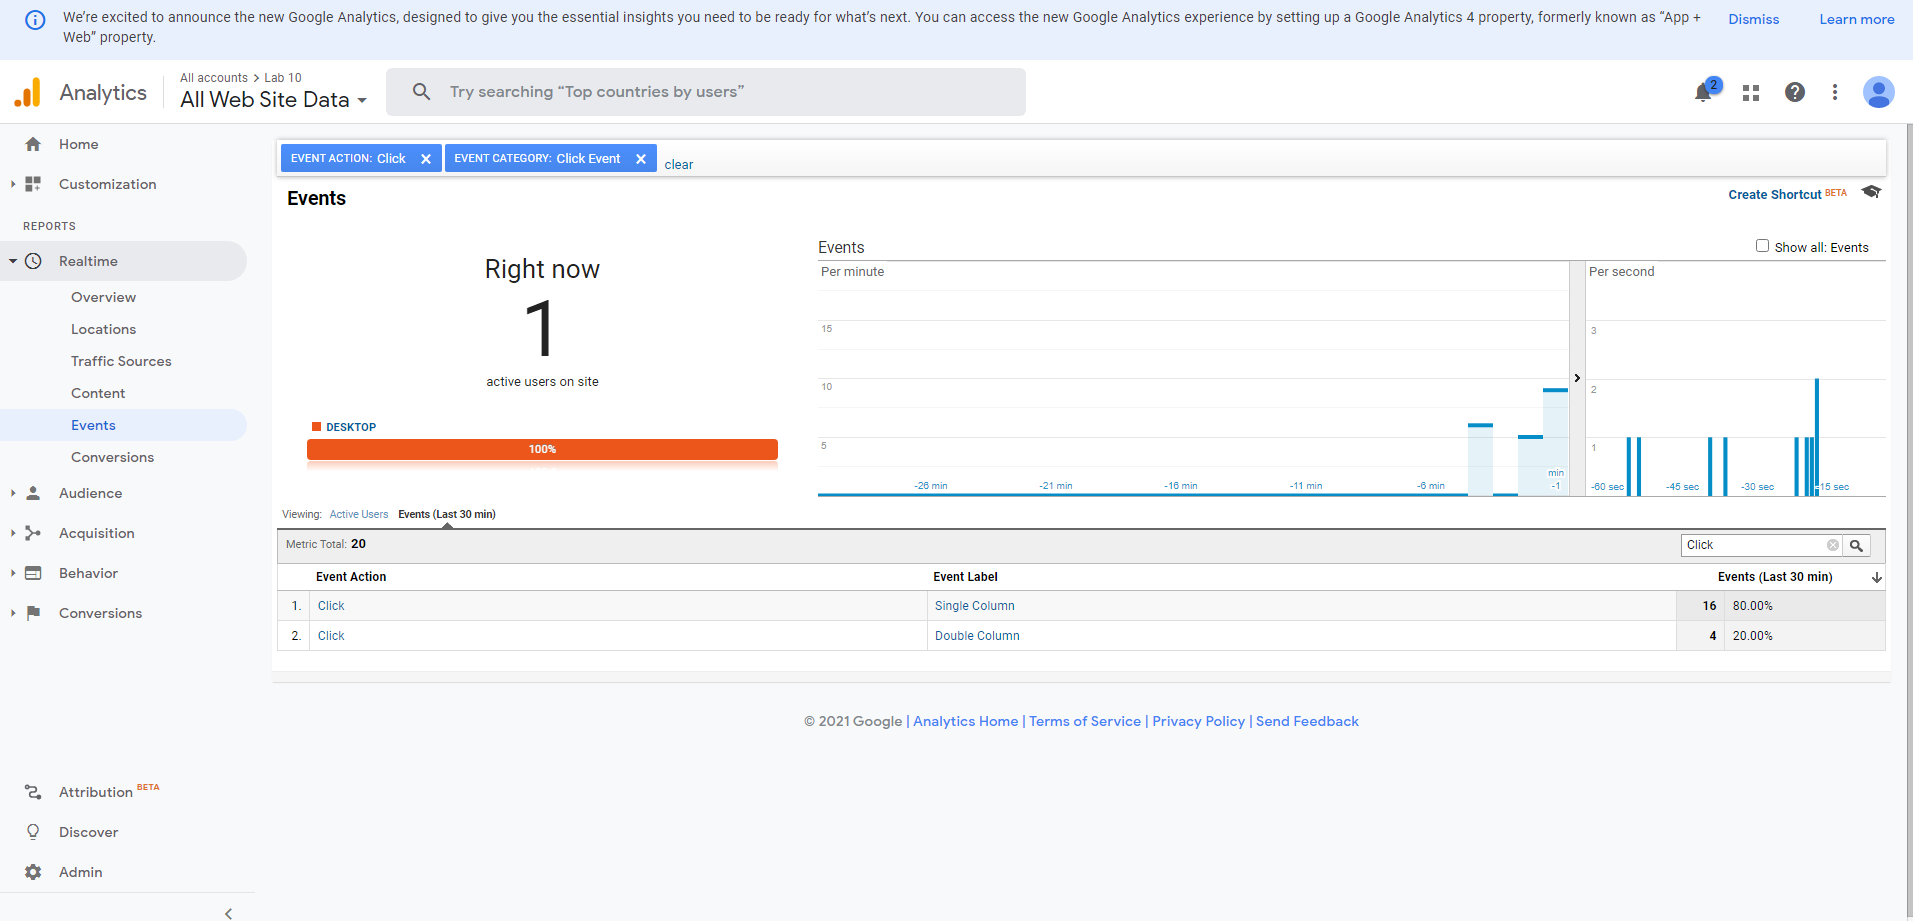 We're excited to announce the new Google Analytics, designed to give you the essential insights you need to be ready for what's next. You can access the new Google Analytics experience by setting up a Google Analytics 4 property, formerly known as “App +
Web” property.
Dismiss
Learn more
Analytics
All accounts > Lab 10
All Web Site Data
Try searching “Top countries by users”
2
Home
Customization
REPORTS
Realtime
Overview
Locations
Traffic Sources
Content
Events
Conversions
Audience
Acquisition
Behavior
Conversions
Attribution BETA
Discover
Admin
EVENT ACTION: Click
EVENT CATEGORY: Click Event
clear
Events
Create Shortcut BETA
Right now
1
active users on site
DESKTOP
100%
Events
Show all: Events
Per minute
15
10
5
-26 min
-21 min
-16 min
-11 min
-6 min
min
-1
Per second
3
2
1
-60 sec
-45 sec
-30 sec
-15 sec
Viewing: Active Users Events (Last 30 min)
Metric Total: 20
Click
Event Action Event Label Events (Last 30 min)
1. Click Single Column 16 80.00%
2. Click Double Column 4 20.00%
© 2021 Google | Analytics Home | Terms of Service | Privacy Policy | Send Feedback